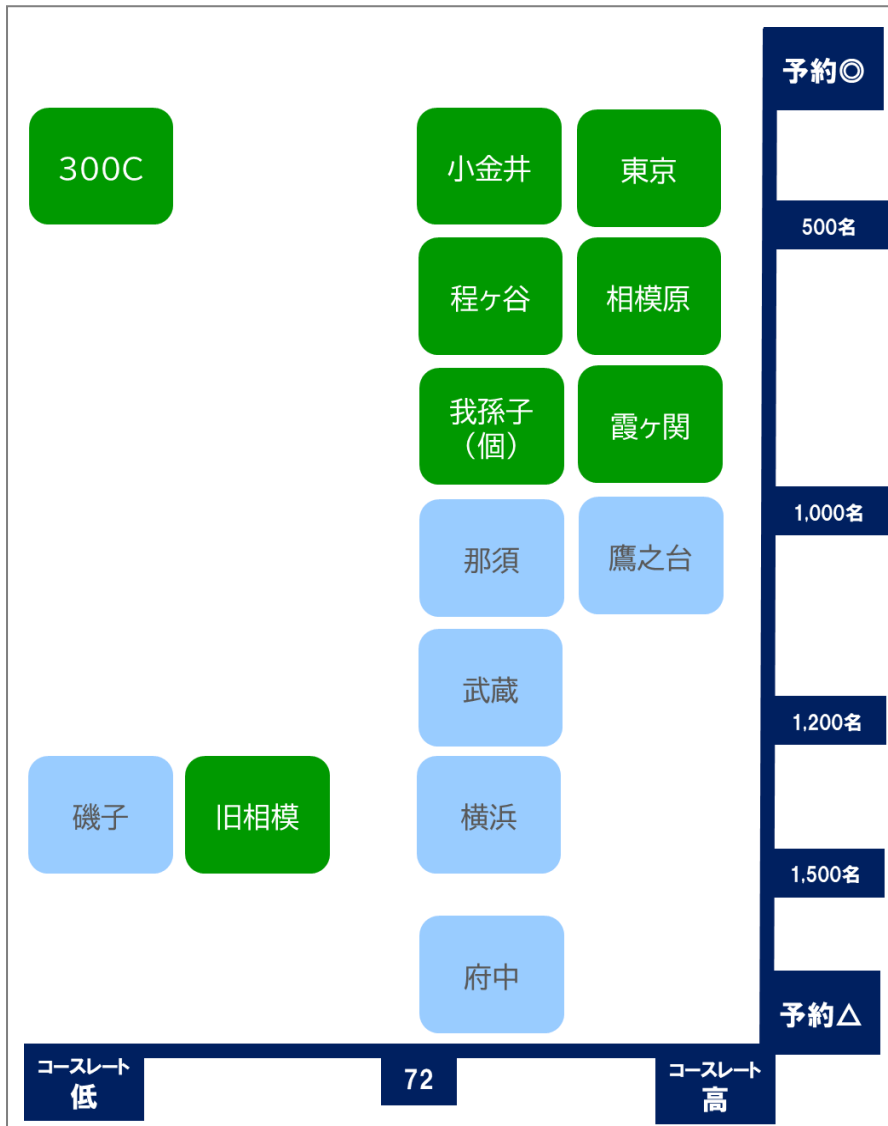 予約◎
300C
小金井
東京
500名
程ヶ谷
相模原
我孫子
（個）
霞ヶ関
1,000名
那須
鷹之台
武蔵
1,200名
磯子
旧相模
横浜
1,500名
府中
予約△
コースレート
低
72
コースレート
高